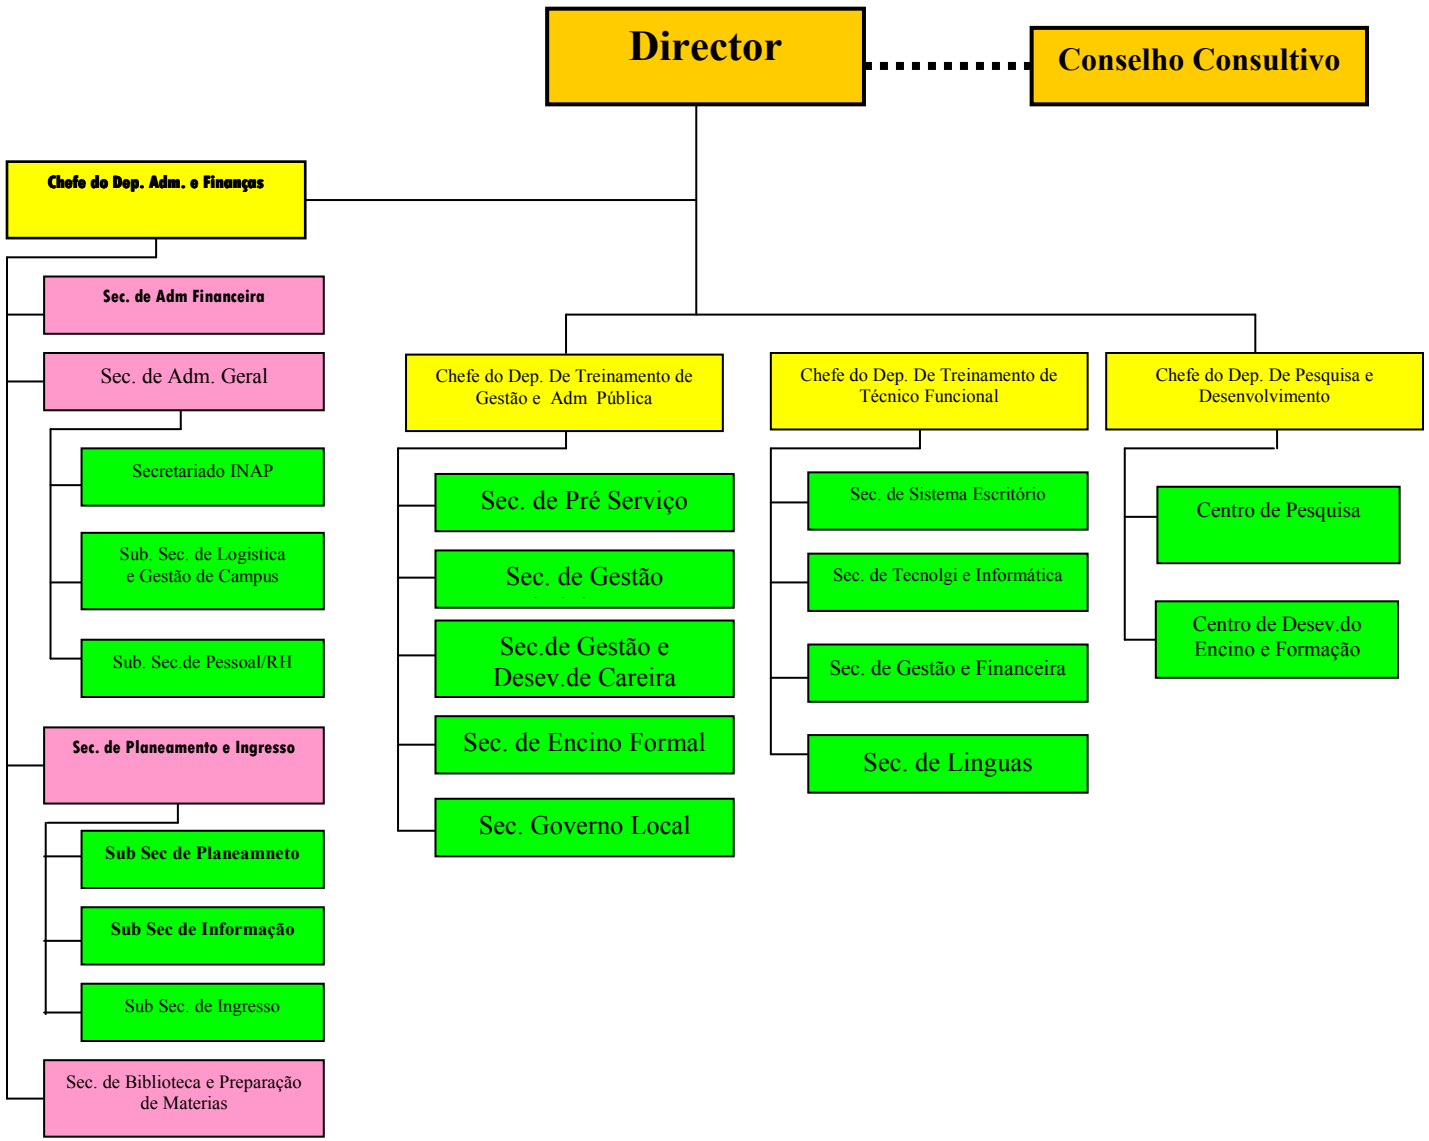 Director
Conselho Consultivo
Chefe do Dep. Adm. e Finanças
Sec. de Adm Financeira
Sec. de Adm. Geral
Secretariado INAP
Sub. Sec. de Logistica
e Gestão de Campus
Sub. Sec.de Pessoal/RH
Sec. de Planeamento e Ingresso
Sub Sec de Planeamneto
Sub Sec de Informação
Sub Sec. de Ingresso
Sec. de Biblioteca e Preparação
de Materias
Chefe do Dep. De Treinamento de
Gestão e Adm Pública
Sec. de Pré Serviço
Sec. de Gestão
Sec.de Gestão e
Desev.de Careira
Sec. de Encino Formal
Sec. Governo Local
Chefe do Dep. De Treinamento de
Técnico Funcional
Sec. de Sistema Escritório
Sec. de Tecnolgi e Informática
Sec. de Gestão e Financeira
Sec. de Linguas
Chefe do Dep. De Pesquisa e
Desenvolvimento
Centro de Pesquisa
Centro de Desev.do
Encino e Formação